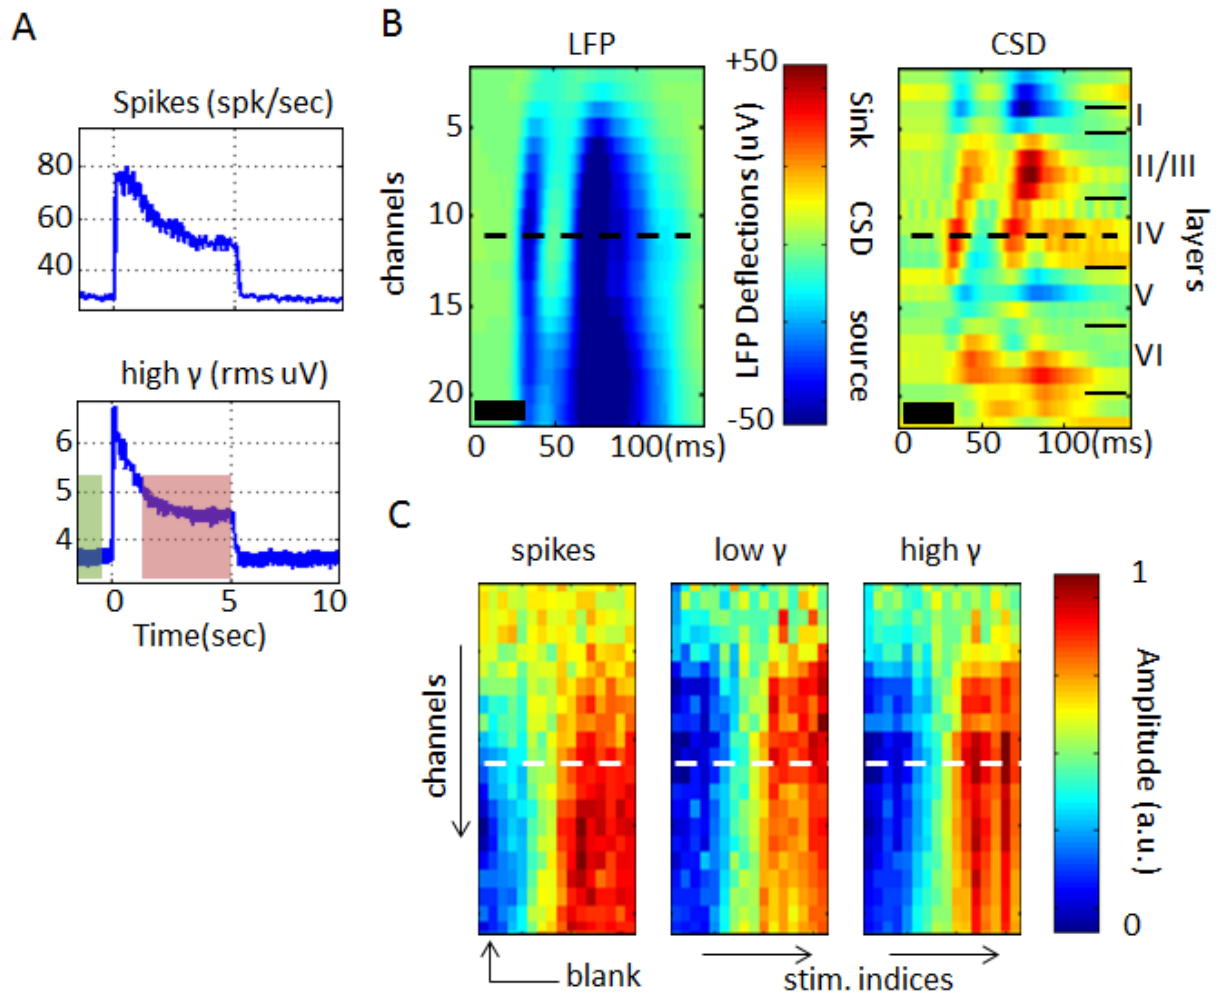 A
Spikes (spk/sec)
80
60
40
high γ (rms uV)
6
5
4
0 5 10
Time(sec)
B
LFP
channels
5
10
15
20
0 50 100(ms)
+50
LFP Deflections (uV)
-50
Sink CSD source
CSD
I
II/III
IV
V
VI
layers
0 50 100(ms)
C
spikes low γ high γ
channels
blank
stim. indices
1
Amplitude (a.u.)
0